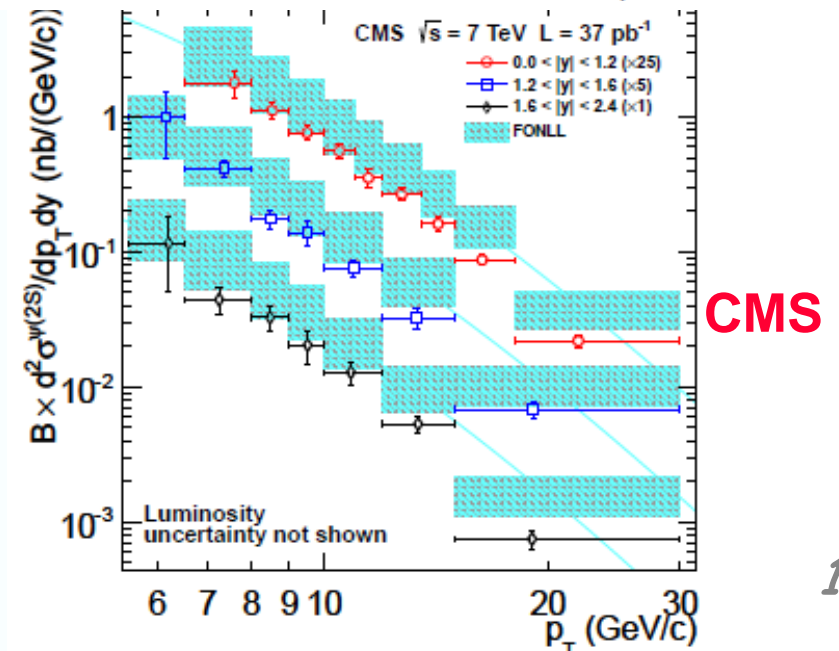 CMS √s = 7 TeV L = 37 pb⁻¹
0.0 < |y| < 1.2 (×25)
1.2 < |y| < 1.6 (×5)
1.6 < |y| < 2.4 (×1)
FONLL
B × d²σ^ψ(2S)/dp_T dy (nb/(GeV/c))
1
10⁻¹
10⁻²
10⁻³
CMS
Luminosity
uncertainty not shown
6 7 8 9 10 20 30
p_T (GeV/c)
1